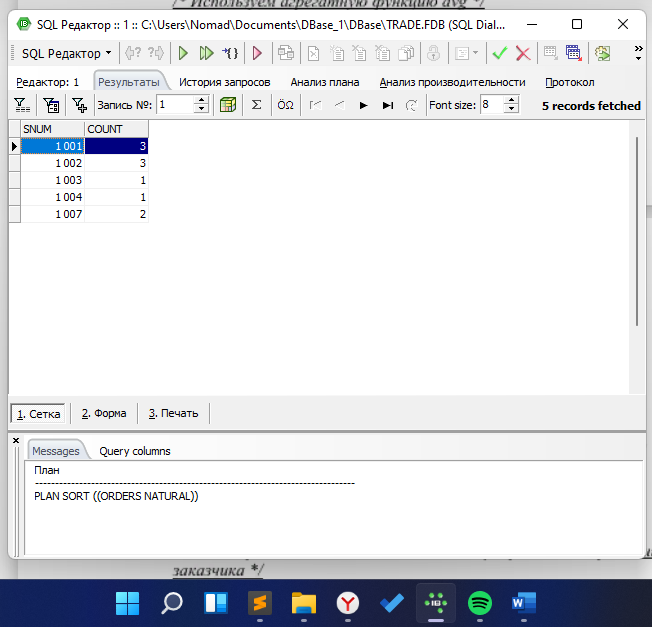 /* Используем агрегатную функцию avg */
SQL Редактор :: 1 :: C:\Users\Nomad\Documents\DBase_1\DBase\TRADE.FDB (SQL Dial...
SQL Редактор
Редактор: 1 Результаты История запросов Анализ плана Анализ производительности Протокол
Запись №: 1 Σ ÖΩ Font size: 8 5 records fetched
SNUM COUNT
1 001 3
1 002 3
1 003 1
1 004 1
1 007 2
1. Сетка 2. Форма 3. Печать
Messages Query columns
План
PLAN SORT ((ORDERS NATURAL))
заказчика */